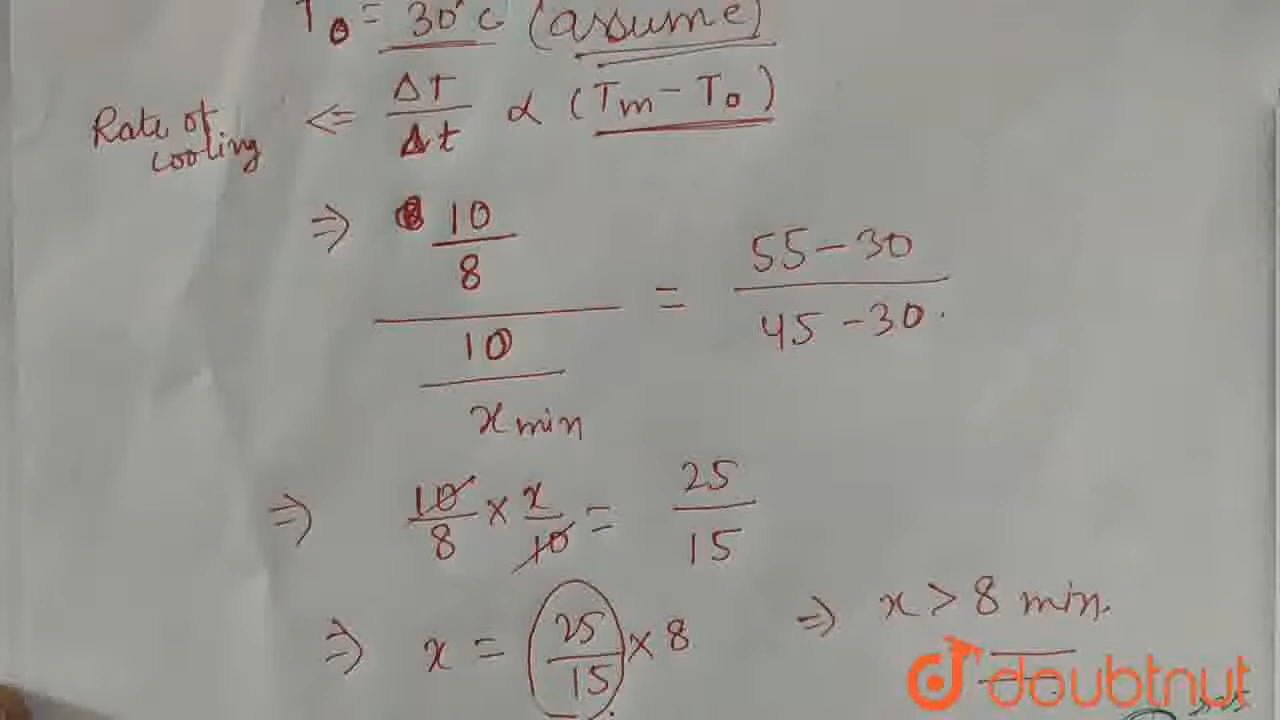 T₀ = 30°C (assume)
Rate of cooling <= ΔT/Δt ∝ (Tm - T₀)
⇒ (10/8)/(10/x min) = (55-30)/(45-30).
⇒ 10/8 × x/10 = 25/15
⇒ x = (25/15) × 8 ⇒ x > 8 min.
doubtnut